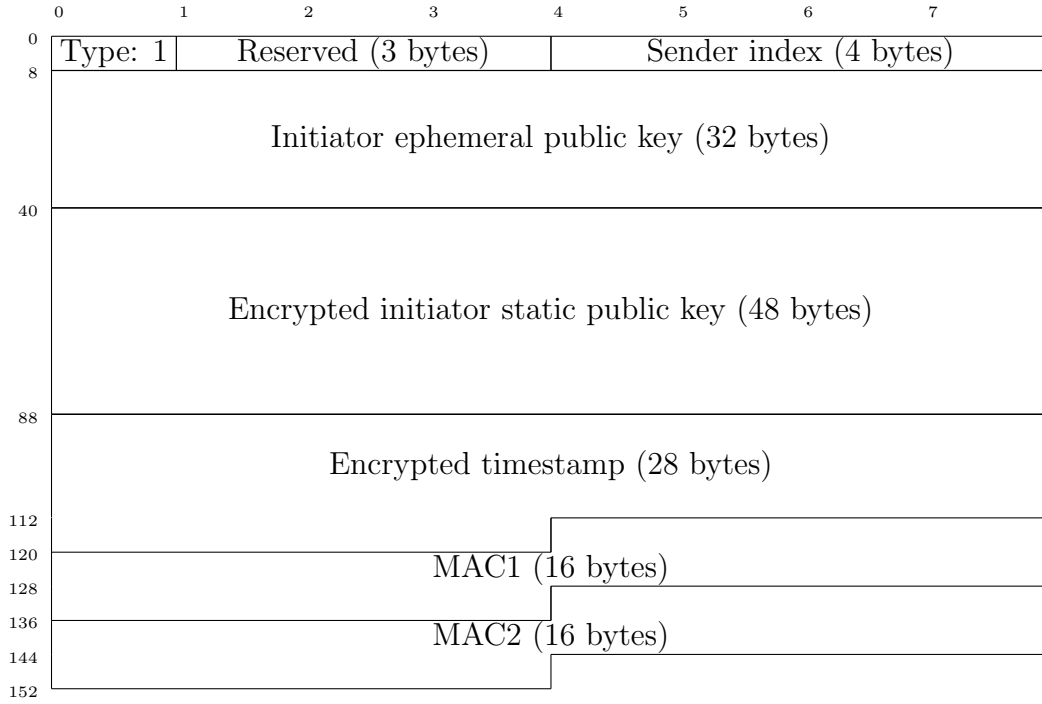 0 1 2 3 4 5 6 7
0 Type: 1 Reserved (3 bytes) Sender index (4 bytes)
8
Initiator ephemeral public key (32 bytes)
40
Encrypted initiator static public key (48 bytes)
88
Encrypted timestamp (28 bytes)
112
120
MAC1 (16 bytes)
128
136
MAC2 (16 bytes)
144
152